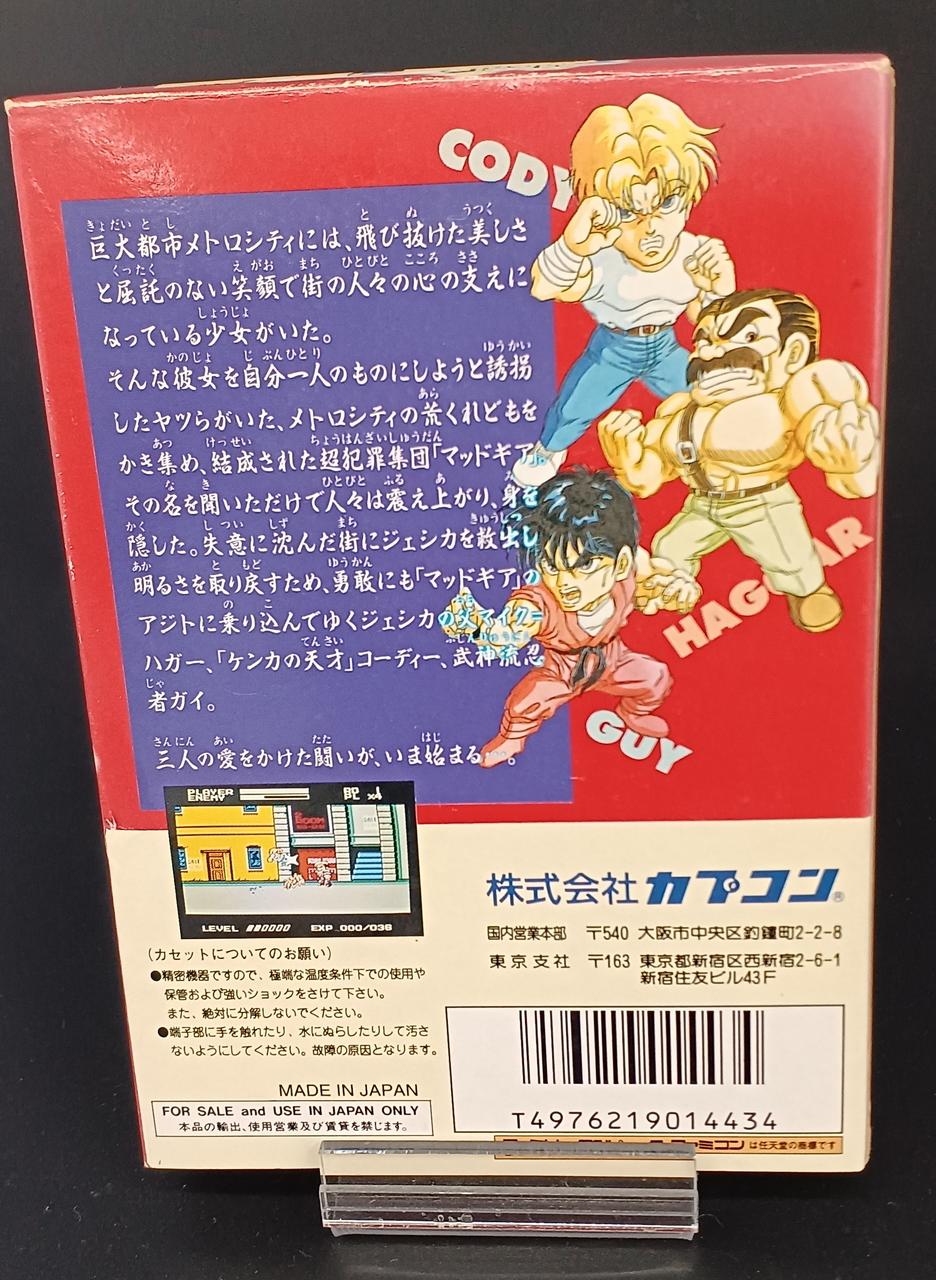 CODY
巨大都市メトロシティには、飛び抜けた美しさ
と屈託のない笑顔で街の人々の心の支えに
なっている少女がいた。
そんな彼女を自分一人のものにしようと誘拐
したヤツらがいた、メトロシティの荒くれどもを
かき集め、結成された超犯罪集団「マッドギア」。
その名を聞いただけで人々は震え上がり、身を
隠した。失意に沈んだ街にジェシカを救出し
明るさを取り戻すため、勇敢にも「マッドギア」の
アジトに乗り込んでゆくジェシカの父マイク＝
ハガー、「ケンカの天才」コーディー、武神流忍
者ガイ。
三人の愛をかけた闘いが、いま始まる…。
HAGGAR
GUY
PLAYER
ENEMY
x4
LEVEL
EXP 000/036
(カセットについてのお願い)
●精密機器ですので、極端な温度条件下での使用や
保管および強いショックをさけて下さい。
また、絶対に分解しないでください。
●端子部に手を触れたり、水にぬらしたりして汚さ
ないようにしてください。故障の原因となります。
MADE IN JAPAN
FOR SALE and USE IN JAPAN ONLY
本品の輸出、使用営業及び賃貸を禁じます。
株式会社カプコン®
国内営業本部 〒540 大阪市中央区釣鐘町2-2-8
東京支社 〒163 東京都新宿区西新宿2-6-1
新宿住友ビル43F
T4976219014434
ファミコンは任天堂の商標です